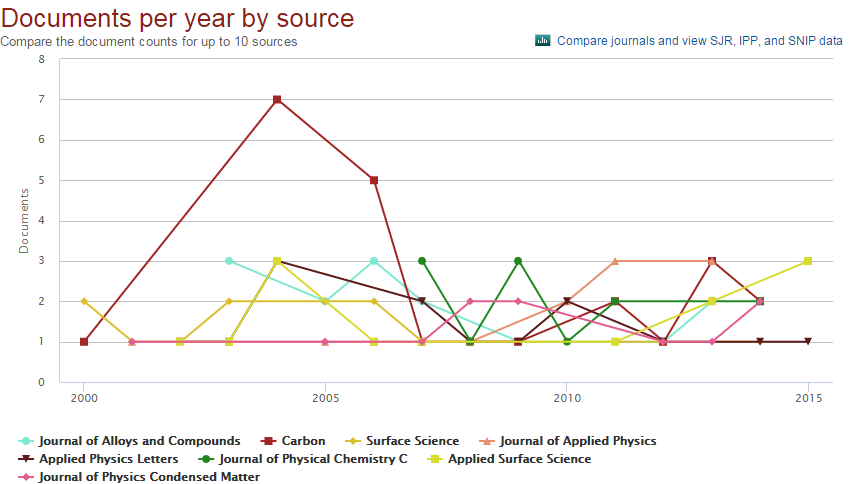 Documents per year by source
Compare the document counts for up to 10 sources
Compare journals and view SJR, IPP, and SNIP data
8
7
6
5
4
3
2
1
0
Documents
2000 2005 2010 2015
Journal of Alloys and Compounds Carbon Surface Science Journal of Applied Physics
Applied Physics Letters Journal of Physical Chemistry C Applied Surface Science
Journal of Physics Condensed Matter